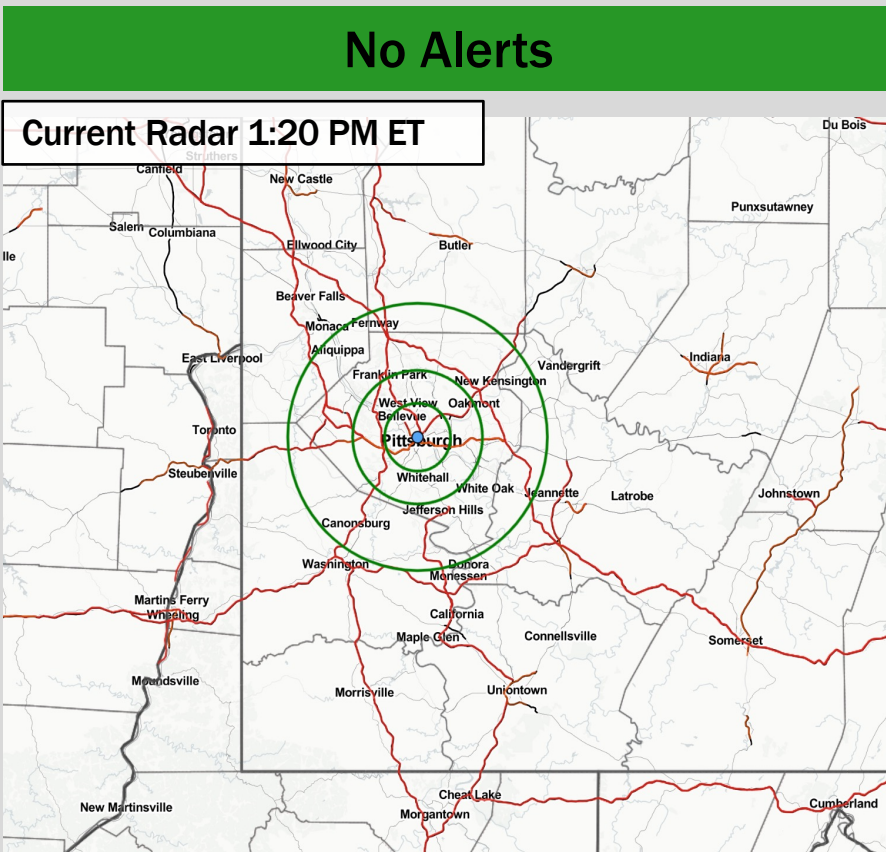 No Alerts
Current Radar 1:20 PM ET
Du Bois
Struthers
Canfield
New Castle
Punxsutawney
Salem
Columbiana
Ellwood City
Butler
lle
Beaver Falls
Monaca
Fernway
Aliquippa
East Liverpool
Indiana
Vandergrift
Franklin Park
New Kensington
West View
Oakmont
Bellevue
Toronto
Pittsburgh
Steubenville
Whitehall
White Oak
Jeannette
Latrobe
Johnstown
Jefferson Hills
Canonsburg
Washington
Donora
Monessen
Martins Ferry
Wheeling
California
Maple Glen
Connellsville
Somerset
Moundsville
Morrisville
Uniontown
Cheat Lake
New Martinsville
Morgantown
Cumberland